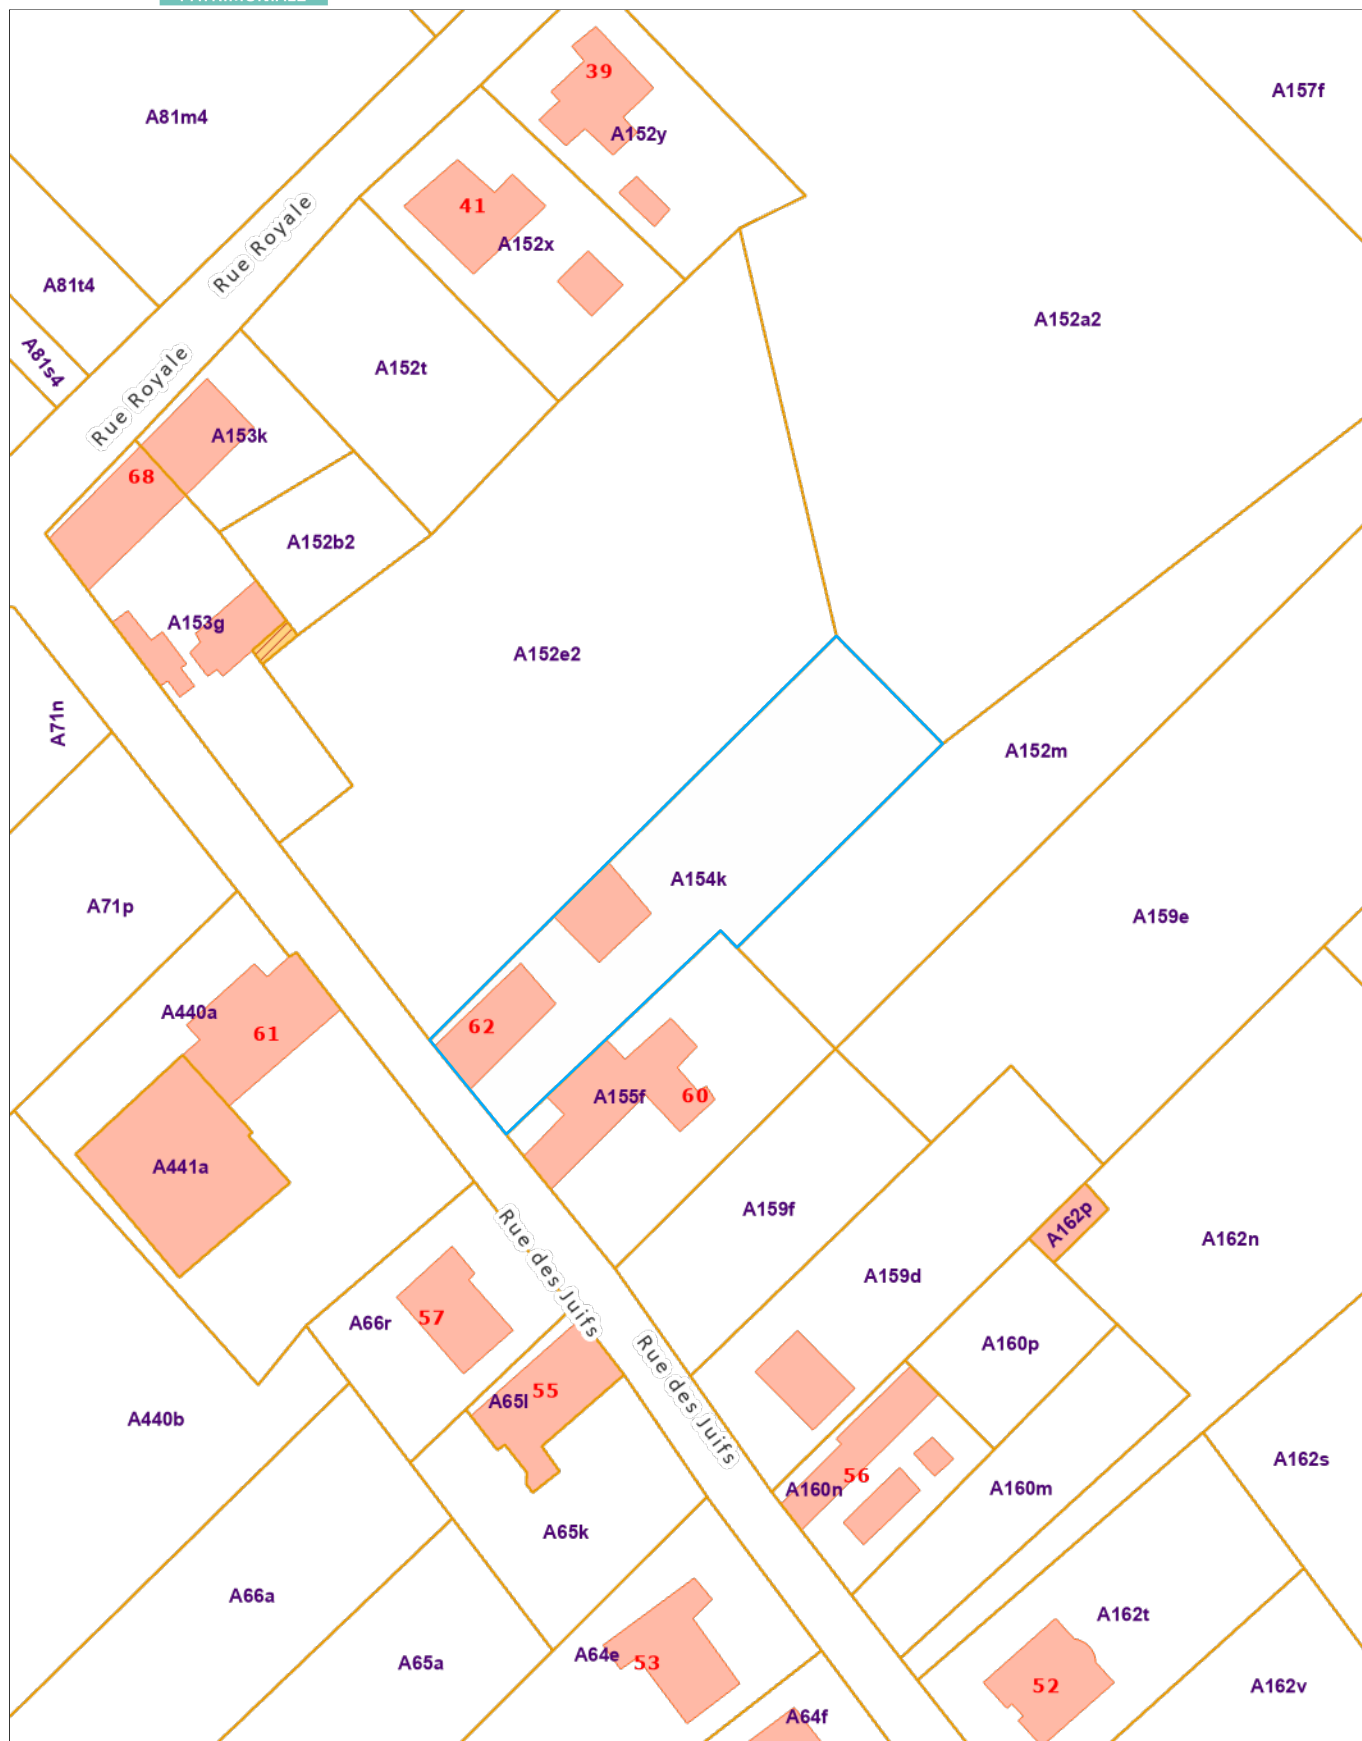 A81m4
39
A157f
A152y
41
A152x
Rue Royale
A81t4
A152a2
A81s4
Rue Royale
A152t
A153k
68
A152b2
A153g
A152e2
A71n
A152m
A154k
A71p
A159e
A440a
61
62
A155f
60
A441a
A159f
A162p
A162n
Rue des Juifs
A159d
57
A66r
A160p
Rue des Juifs
55
A65l
A440b
A162s
56
A160n
A160m
A65k
A66a
A162t
A64e
53
A65a
52
A162v
A64f